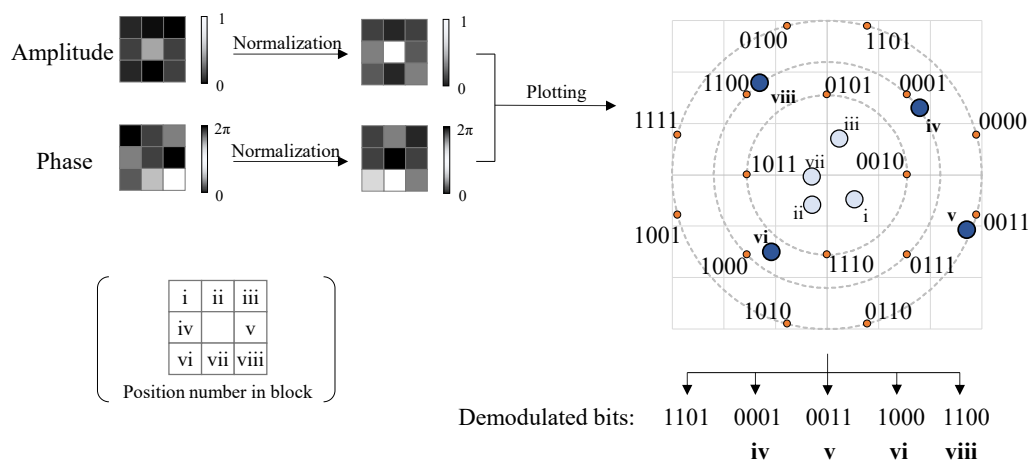 Amplitude
1
0
Normalization
1
0
Phase
2π
0
Normalization
2π
0
Plotting
0100
1101
1100
0101
0001
viii
iv
iii
1111
0000
1011
vii
0010
ii
i
v
0011
1001
vi
1000
1110
0111
1010
0110
i ii iii
iv v
vi vii viii
Position number in block
Demodulated bits: 1101 0001 0011 1000 1100
iv v vi viii